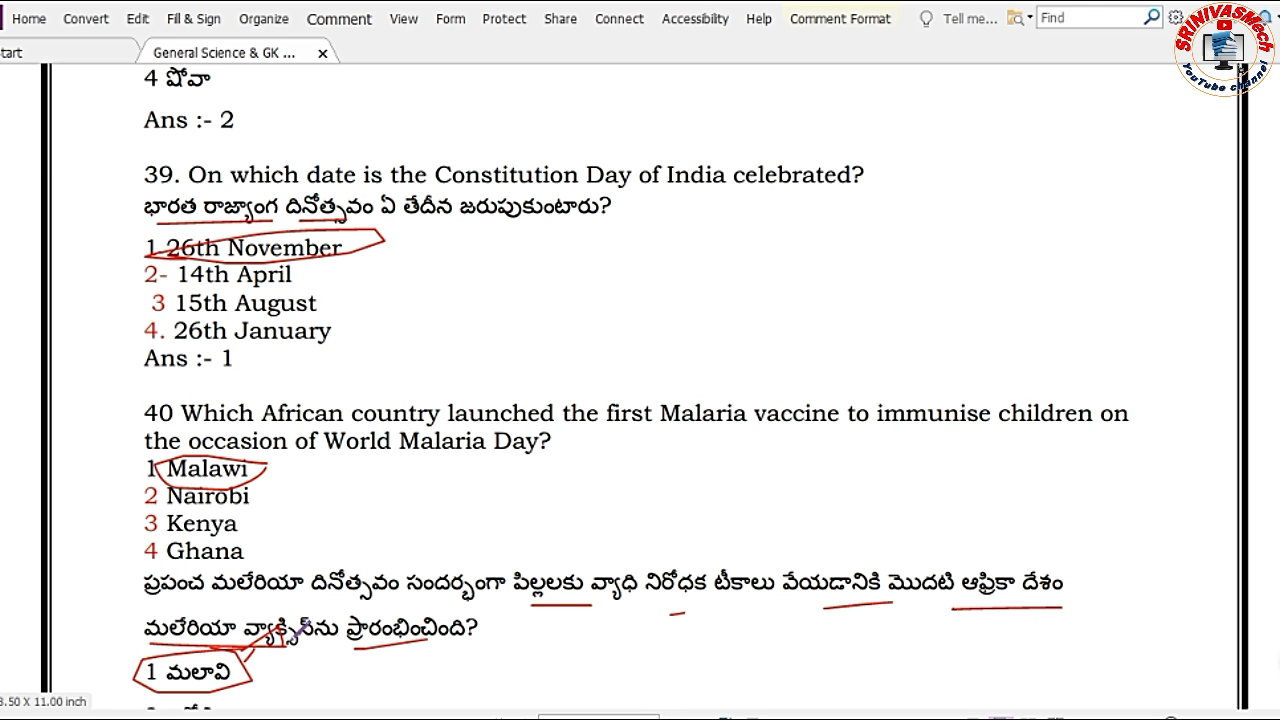 Home Convert Edit Fill & Sign Organize Comment View Form Protect Share Connect Accessibility Help Comment Format Tell me... Find
tart General Science & GK ... x
SRINIVASMech
YouTube channel
4 షోవా
Ans :- 2
39. On which date is the Constitution Day of India celebrated?
భారత రాజ్యాంగ దినోత్సవం ఏ తేదీన జరుపుకుంటారు?
1 26th November
2- 14th April
3 15th August
4. 26th January
Ans :- 1
40 Which African country launched the first Malaria vaccine to immunise children on
the occasion of World Malaria Day?
1 Malawi
2 Nairobi
3 Kenya
4 Ghana
ప్రపంచ మలేరియా దినోత్సవం సందర్భంగా పిల్లలకు వ్యాధి నిరోధక టీకాలు వేయడానికి మొదటి ఆఫ్రికా దేశం
మలేరియా వ్యాక్సిన్‌ను ప్రారంభించింది?
1 మలావి
8.50 X 11.00 inch